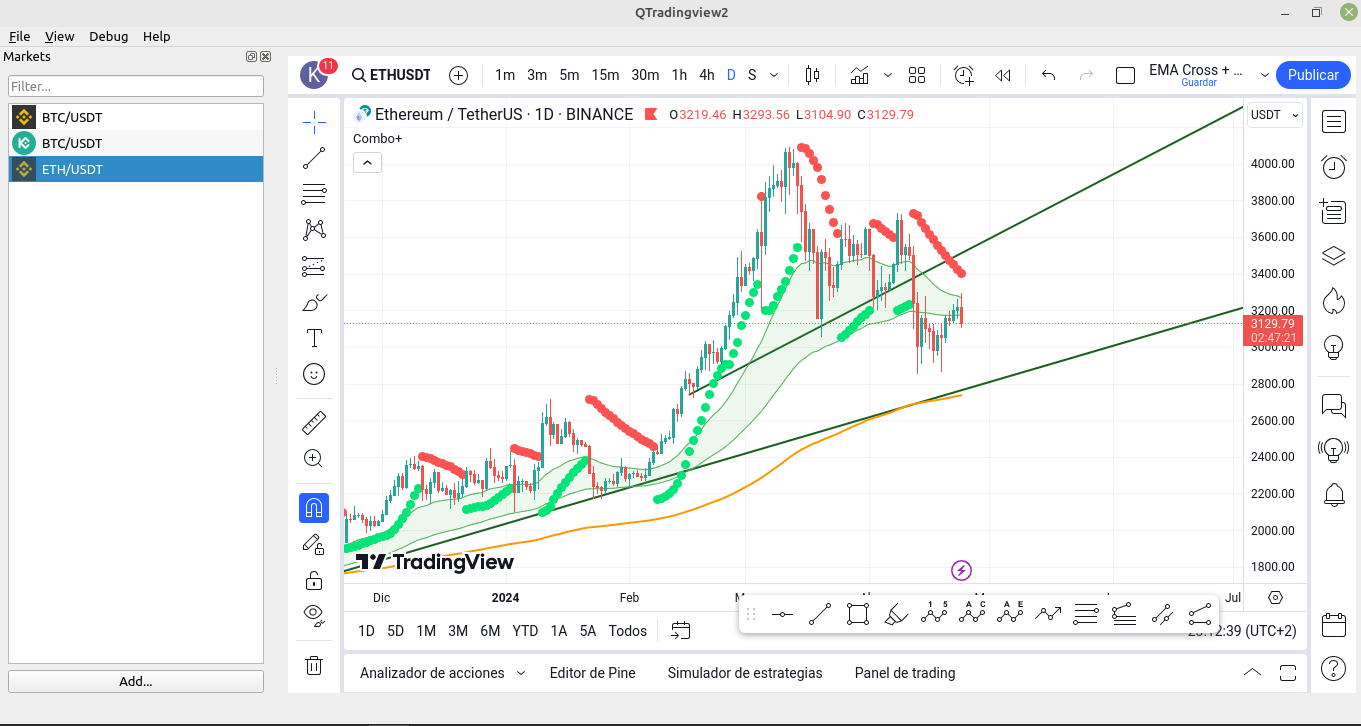 QTradingview2
File View Debug Help
Markets
Filter...
BTC/USDT
BTC/USDT
ETH/USDT
Add...
K 11
ETHUSDT 1m 3m 5m 15m 30m 1h 4h D S EMA Cross + ... Guardar Publicar
Ethereum / TetherUS · 1D · BINANCE O3219.46 H3293.56 L3104.90 C3129.79
Combo+
USDT
4000.00
3800.00
3600.00
3400.00
3200.00
3129.79
02:47:21
3000.00
2800.00
2600.00
2400.00
2200.00
2000.00
1800.00
TradingView
Dic 2024 Feb Jul
1 5 A C A E
1D 5D 1M 3M 6M YTD 1A 5A Todos
:12:39 (UTC+2)
Analizador de acciones Editor de Pine Simulador de estrategias Panel de trading